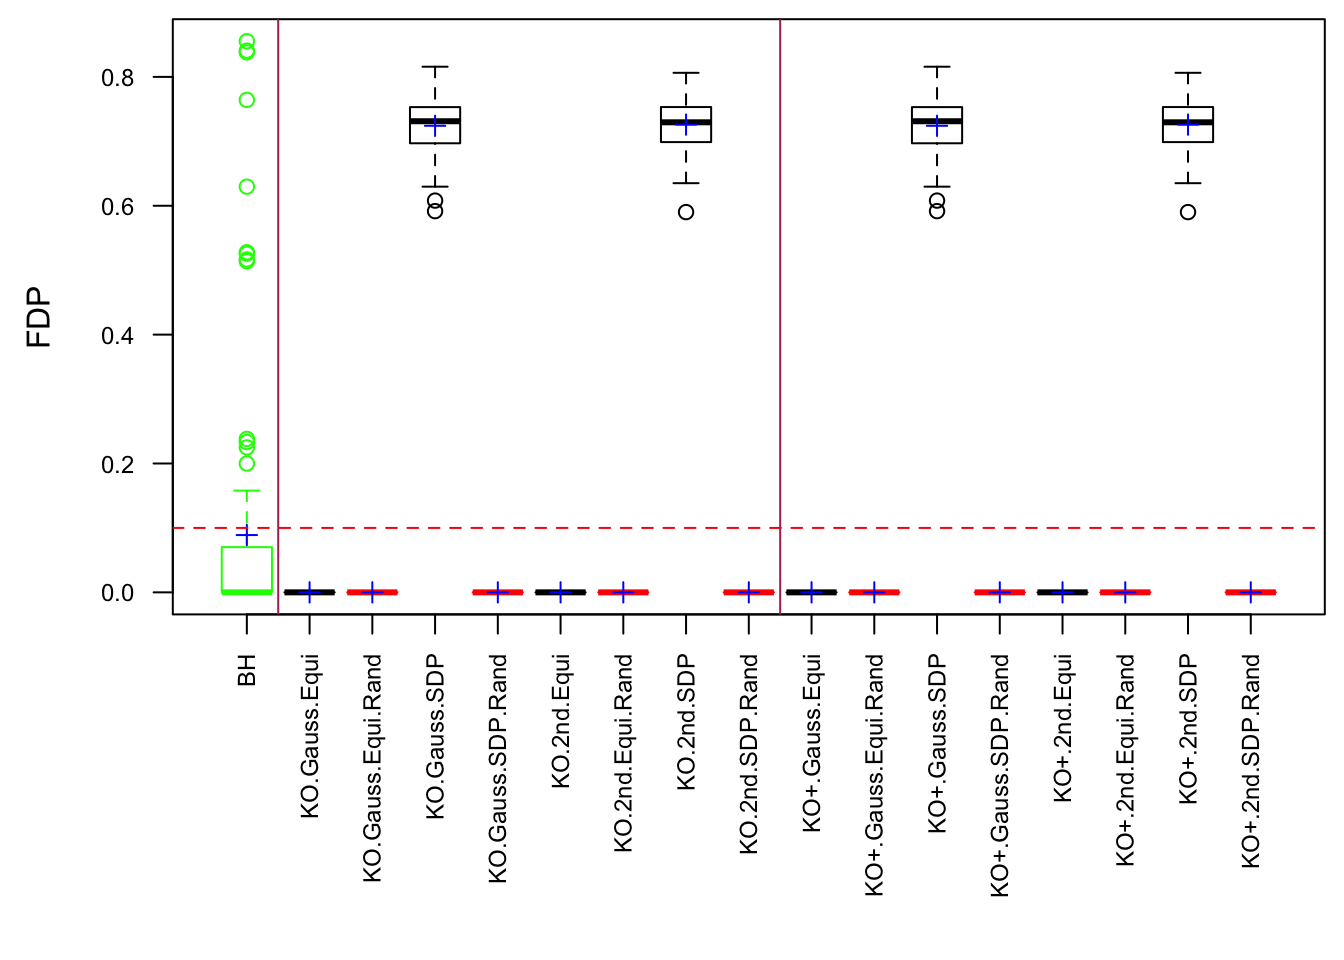 FDP
0.8
0.6
0.4
0.2
0.0
BH
KO.Gauss.Equi
KO.Gauss.Equi.Rand
KO.Gauss.SDP
KO.Gauss.SDP.Rand
KO.2nd.Equi
KO.2nd.Equi.Rand
KO.2nd.SDP
KO.2nd.SDP.Rand
KO+.Gauss.Equi
KO+.Gauss.Equi.Rand
KO+.Gauss.SDP
KO+.Gauss.SDP.Rand
KO+.2nd.Equi
KO+.2nd.Equi.Rand
KO+.2nd.SDP
KO+.2nd.SDP.Rand